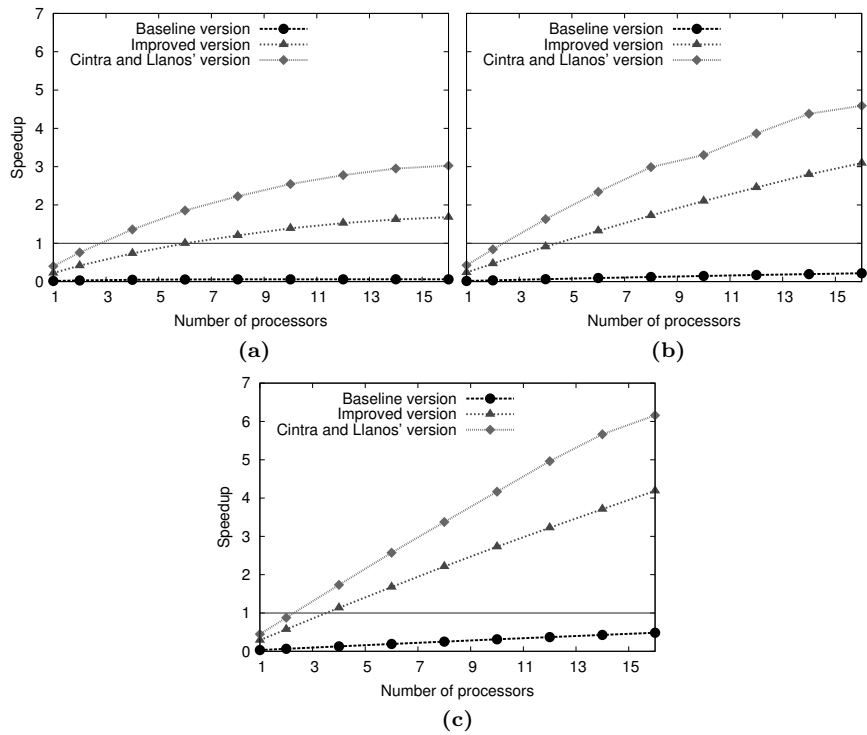 Baseline version
Improved version
Cintra and Llanos' version
7
6
5
4
3
2
1
0
Speedup
1 3 5 7 9 11 13 15
Number of processors
(a)
Baseline version
Improved version
Cintra and Llanos' version
7
6
5
4
3
2
1
0
1 3 5 7 9 11 13 15
Number of processors
(b)
Baseline version
Improved version
Cintra and Llanos' version
7
6
5
4
3
2
1
0
Speedup
1 3 5 7 9 11 13 15
Number of processors
(c)